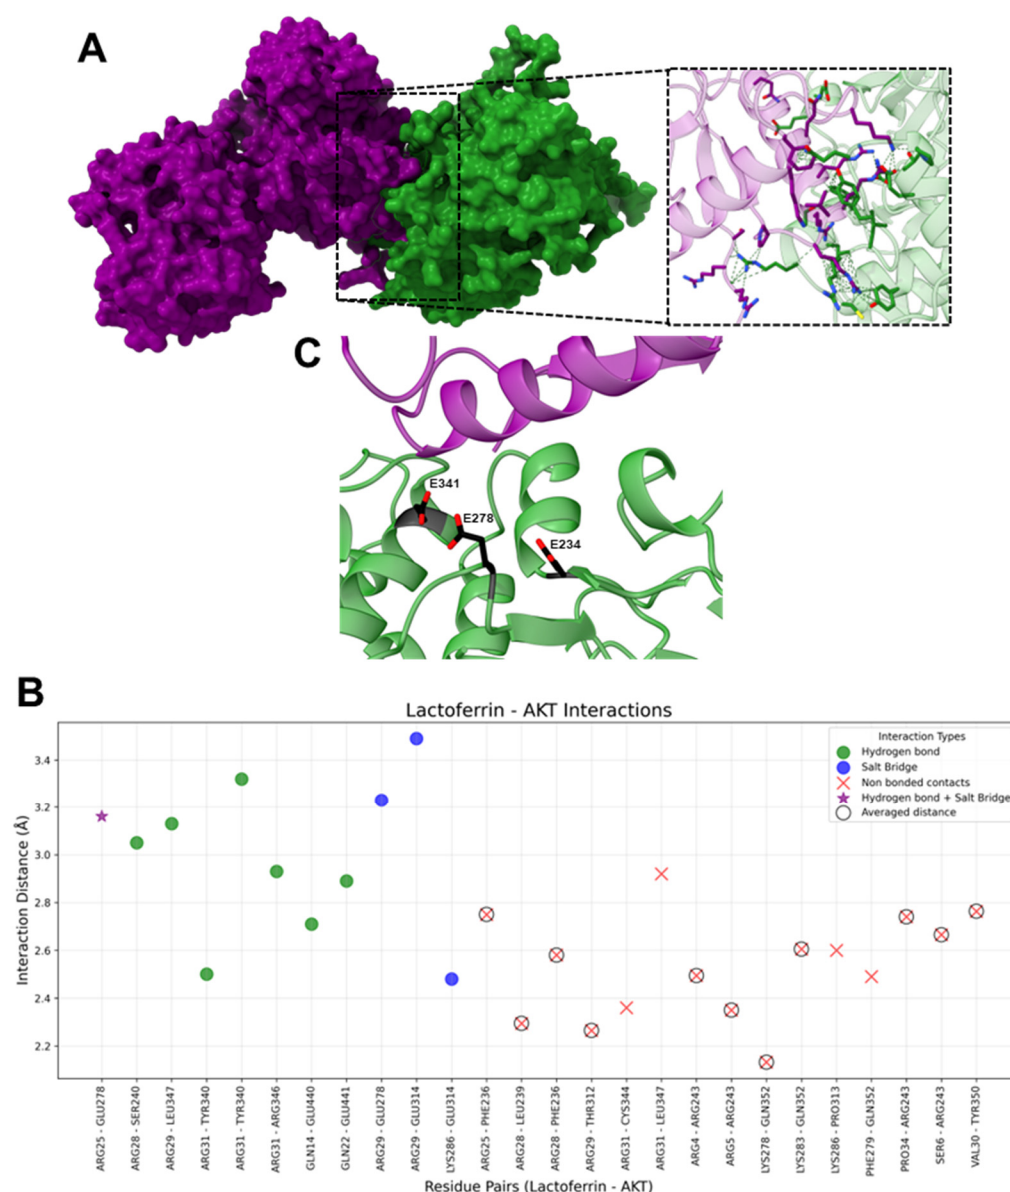 A
C
E341
E278
E234
B
Lactoferrin - AKT Interactions
Interaction Types
Hydrogen bond
Salt Bridge
Non bonded contacts
Hydrogen bond + Salt Bridge
Averaged distance
Interaction Distance (Å)
3.4
3.2
3.0
2.8
2.6
2.4
2.2
ARG25 - GLU278
ARG28 - SER240
ARG29 - LEU347
ARG31 - TYR340
ARG31 - TYR340
ARG31 - ARG346
GLN14 - GLU440
GLN22 - GLU441
ARG29 - GLU278
ARG29 - GLU314
LYS286 - GLU314
ARG25 - PHE236
ARG28 - LEU239
ARG28 - PHE236
ARG29 - THR312
ARG31 - CYS344
ARG31 - LEU347
ARG4 - ARG243
ARG5 - ARG243
LYS278 - GLN352
LYS283 - GLN352
LYS286 - PRO313
PHE279 - GLN352
PRO34 - ARG243
SER6 - ARG243
VAL30 - TYR350
Residue Pairs (Lactoferrin - AKT)